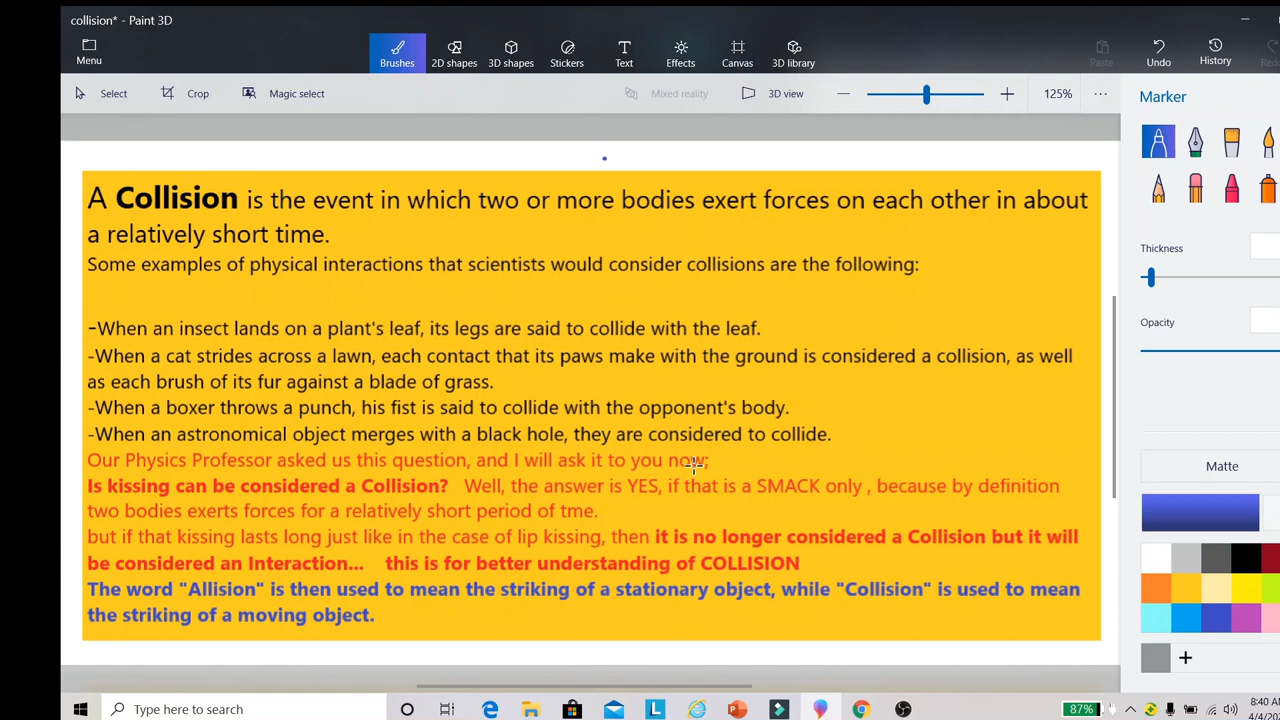 collision* - Paint 3D
Menu
Brushes
2D shapes
3D shapes
Stickers
Text
Effects
Canvas
3D library
Paste
Undo
History
Select
Crop
Magic select
Mixed reality
3D view
125%
Marker
A Collision is the event in which two or more bodies exert forces on each other in about
a relatively short time.
Some examples of physical interactions that scientists would consider collisions are the following:
-When an insect lands on a plant's leaf, its legs are said to collide with the leaf.
-When a cat strides across a lawn, each contact that its paws make with the ground is considered a collision, as well
as each brush of its fur against a blade of grass.
-When a boxer throws a punch, his fist is said to collide with the opponent's body.
-When an astronomical object merges with a black hole, they are considered to collide.
Our Physics Professor asked us this question, and I will ask it to you now;
Is kissing can be considered a Collision? Well, the answer is YES, if that is a SMACK only , because by definition
two bodies exerts forces for a relatively short period of tme.
but if that kissing lasts long just like in the case of lip kissing, then it is no longer considered a Collision but it will
be considered an Interaction... this is for better understanding of COLLISION
The word "Allision" is then used to mean the striking of a stationary object, while "Collision" is used to mean
the striking of a moving object.
Thickness
Opacity
Matte
Type here to search
87%
8:40 A